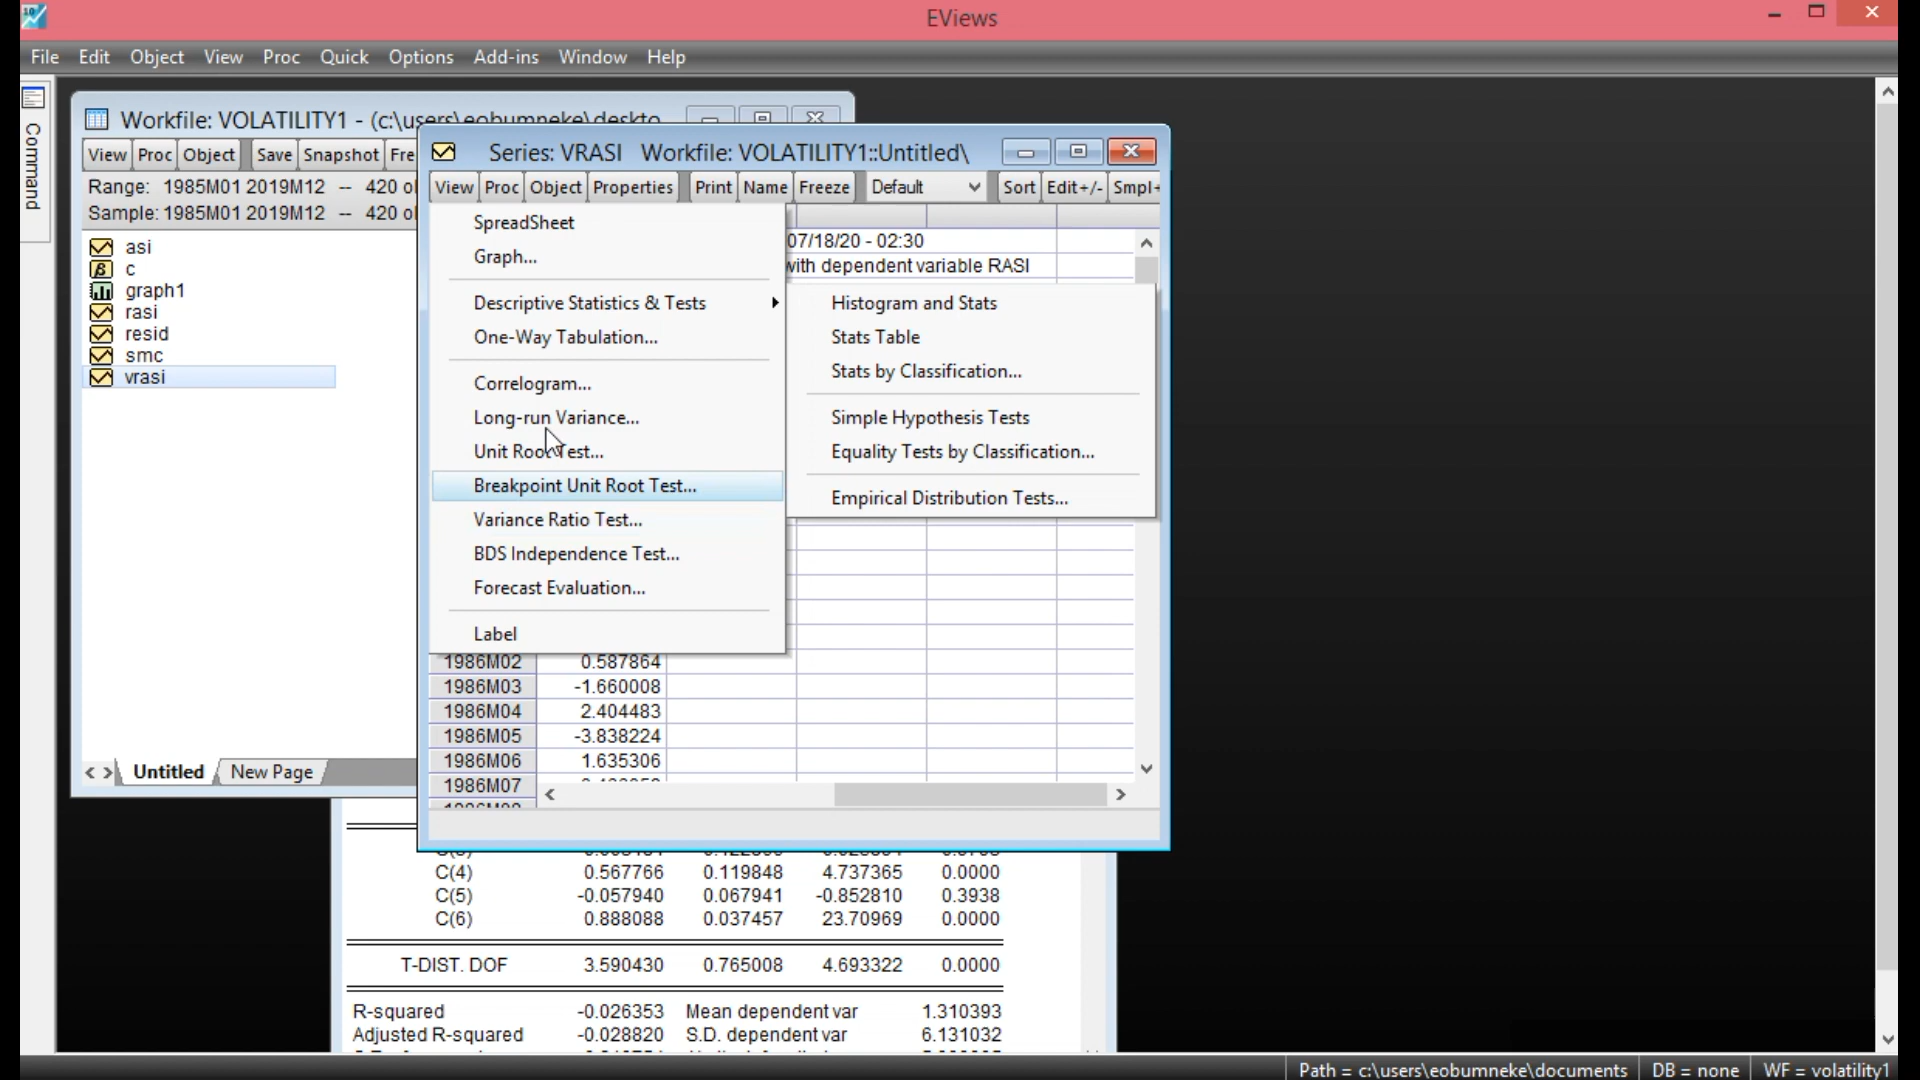 EViews
File Edit Object View Proc Quick Options Add-ins Window Help
Command
Workfile: VOLATILITY1 - (c:\users\eobumneke\deskto
View Proc Object Save Snapshot Fre
Range: 1985M01 2019M12 -- 420 ol
Sample: 1985M01 2019M12 -- 420 ol
asi
c
graph1
rasi
resid
smc
vrasi
Untitled New Page
Series: VRASI Workfile: VOLATILITY1::Untitled\
View Proc Object Properties Print Name Freeze Default Sort Edit+/- Smpl+
07/18/20 - 02:30
with dependent variable RASI
SpreadSheet
Graph...
Descriptive Statistics & Tests
One-Way Tabulation...
Correlogram...
Long-run Variance...
Unit Root Test...
Breakpoint Unit Root Test...
Variance Ratio Test...
BDS Independence Test...
Forecast Evaluation...
Label
Histogram and Stats
Stats Table
Stats by Classification...
Simple Hypothesis Tests
Equality Tests by Classification...
Empirical Distribution Tests...
1986M02 0.587864
1986M03 -1.660008
1986M04 2.404483
1986M05 -3.838224
1986M06 1.635306
1986M07
C(4) 0.567766 0.119848 4.737365 0.0000
C(5) -0.057940 0.067941 -0.852810 0.3938
C(6) 0.888088 0.037457 23.70969 0.0000
T-DIST. DOF 3.590430 0.765008 4.693322 0.0000
R-squared -0.026353 Mean dependent var 1.310393
Adjusted R-squared -0.028820 S.D. dependent var 6.131032
Path = c:\users\eobumneke\documents DB = none WF = volatility1